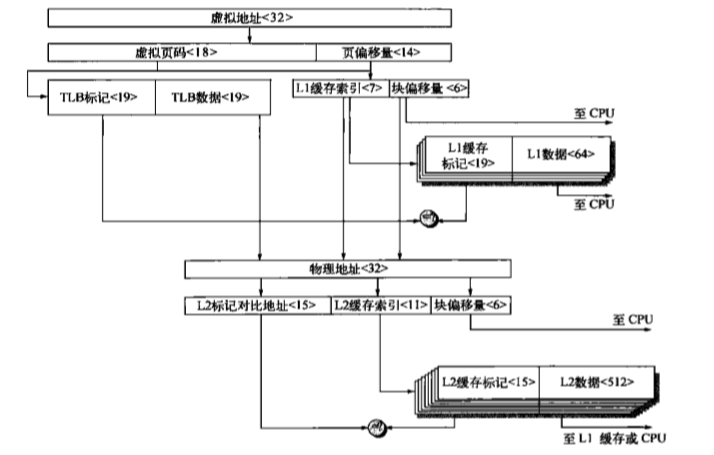 虚拟地址<32>
虚拟页码<18>
页偏移量<14>
TLB标记<19>
TLB数据<19>
L1缓存索引<7>
块偏移量 <6>
至 CPU
L1缓存
标记<19>
L1数据<64>
至 CPU
物理地址<32>
L2标记对比地址<15>
L2缓存索引<11>
块偏移量<6>
至 CPU
L2缓存标记<15>
L2数据<512>
至 L1 缓存或 CPU